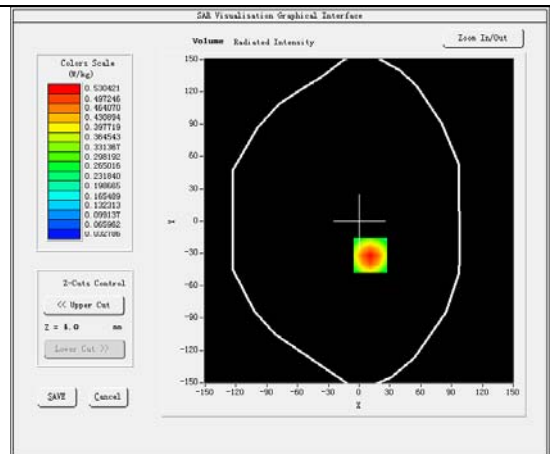 SAR Visualisation Graphical Interface
Volume Radiated Intensity
Zoom In/Out
Colors Scale
(W/kg)
0.530421
0.497246
0.464070
0.430894
0.397719
0.364543
0.331367
0.298192
0.265016
0.231840
0.198665
0.165489
0.132313
0.099137
0.065962
0.032786
Z-Cuts Control
<< Upper Cut
Z = 4.0 mm
Lower Cut >>
SAVE Cancel
150
120
90
60
30
0
-30
-60
-90
-120
-150
Y
-150 -120 -90 -60 -30 0 30 60 90 120 150
X